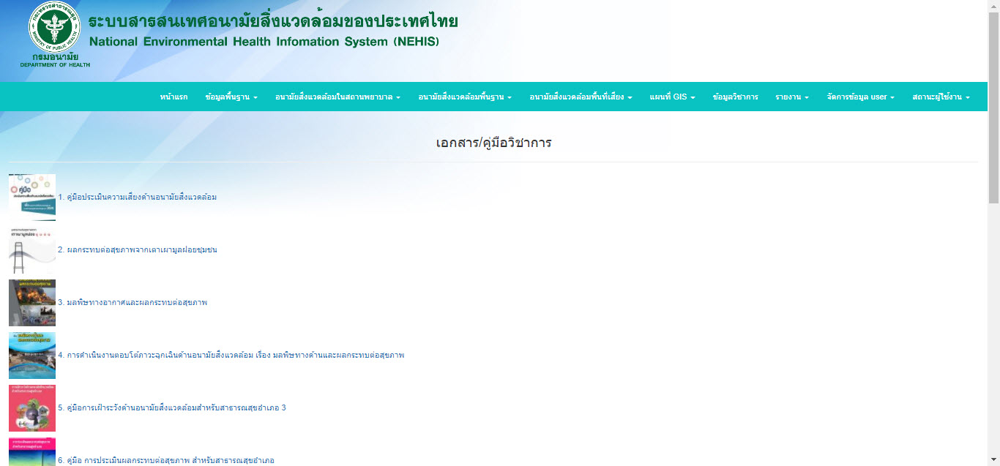 กระทรวงสาธารณสุข
MINISTRY OF PUBLIC HEALTH
กรมอนามัย
DEPARTMENT OF HEALTH
ระบบสารสนเทศอนามัยสิ่งแวดล้อมของประเทศไทย
National Environmental Health Infomation System (NEHIS)
หน้าแรก ข้อมูลพื้นฐาน อนามัยสิ่งแวดล้อมในสถานพยาบาล อนามัยสิ่งแวดล้อมพื้นฐาน อนามัยสิ่งแวดล้อมพื้นที่เสี่ยง แผนที่ GIS ข้อมูลวิชาการ รายงาน จัดการข้อมูล user สถานะผู้ใช้งาน
เอกสาร/คู่มือวิชาการ
คู่มือ
1. คู่มือประเมินความเสี่ยงด้านอนามัยสิ่งแวดล้อม
2. ผลกระทบต่อสุขภาพจากเตาเผามูลฝอยชุมชน
3. มลพิษทางอากาศและผลกระทบต่อสุขภาพ
4. การดำเนินงานตอบโต้ภาวะฉุกเฉินด้านอนามัยสิ่งแวดล้อม เรื่อง มลพิษทางด้านและผลกระทบต่อสุขภาพ
5. คู่มือการเฝ้าระวังด้านอนามัยสิ่งแวดล้อมสำหรับสาธารณสุขอำเภอ 3
6. คู่มือ การประเมินผลกระทบต่อสุขภาพ สำหรับสาธารณสุขอำเภอ